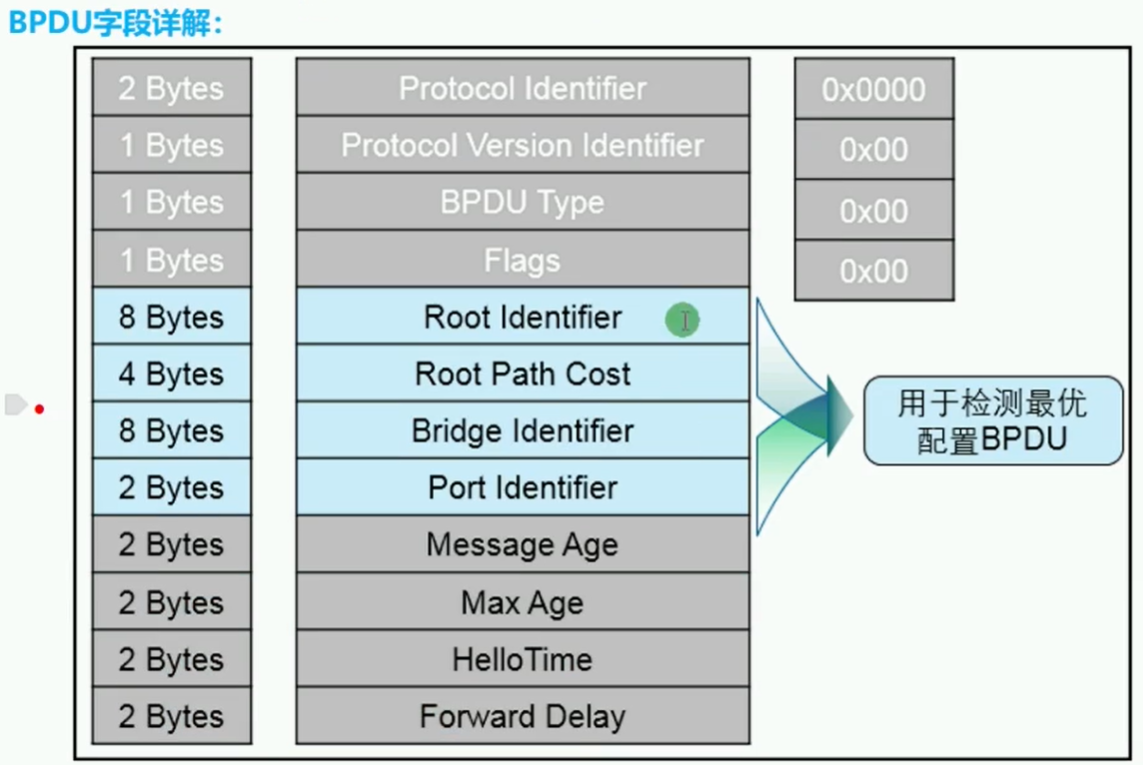 BPDU字段详解：
2 Bytes Protocol Identifier 0x0000
1 Bytes Protocol Version Identifier 0x00
1 Bytes BPDU Type 0x00
1 Bytes Flags 0x00
8 Bytes Root Identifier
4 Bytes Root Path Cost
8 Bytes Bridge Identifier
2 Bytes Port Identifier
用于检测最优
配置BPDU
2 Bytes Message Age
2 Bytes Max Age
2 Bytes HelloTime
2 Bytes Forward Delay